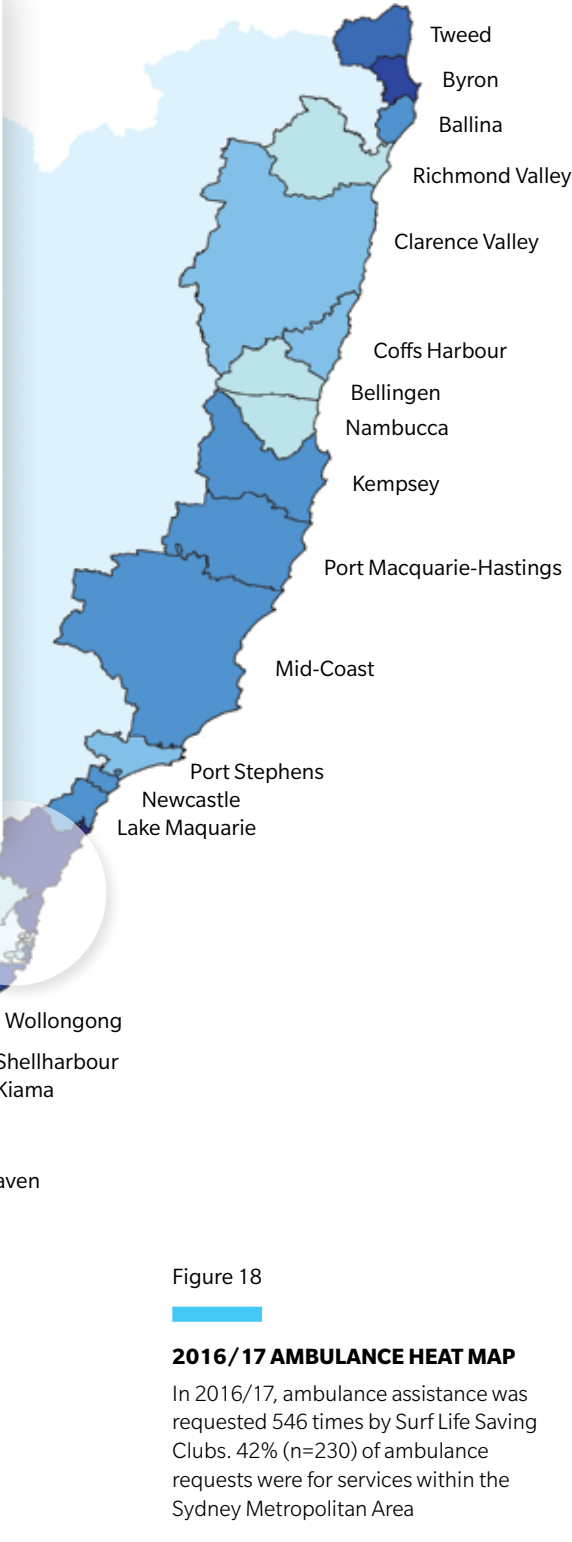 Tweed
Byron
Ballina
Richmond Valley
Clarence Valley
Coffs Harbour
Bellingen
Nambucca
Kempsey
Port Macquarie-Hastings
Mid-Coast
Port Stephens
Newcastle
Lake Maquarie
Wollongong
Shellharbour
Kiama
aven
Figure 18
2016/17 AMBULANCE HEAT MAP
In 2016/17, ambulance assistance was
requested 546 times by Surf Life Saving
Clubs. 42% (n=230) of ambulance
requests were for services within the
Sydney Metropolitan Area